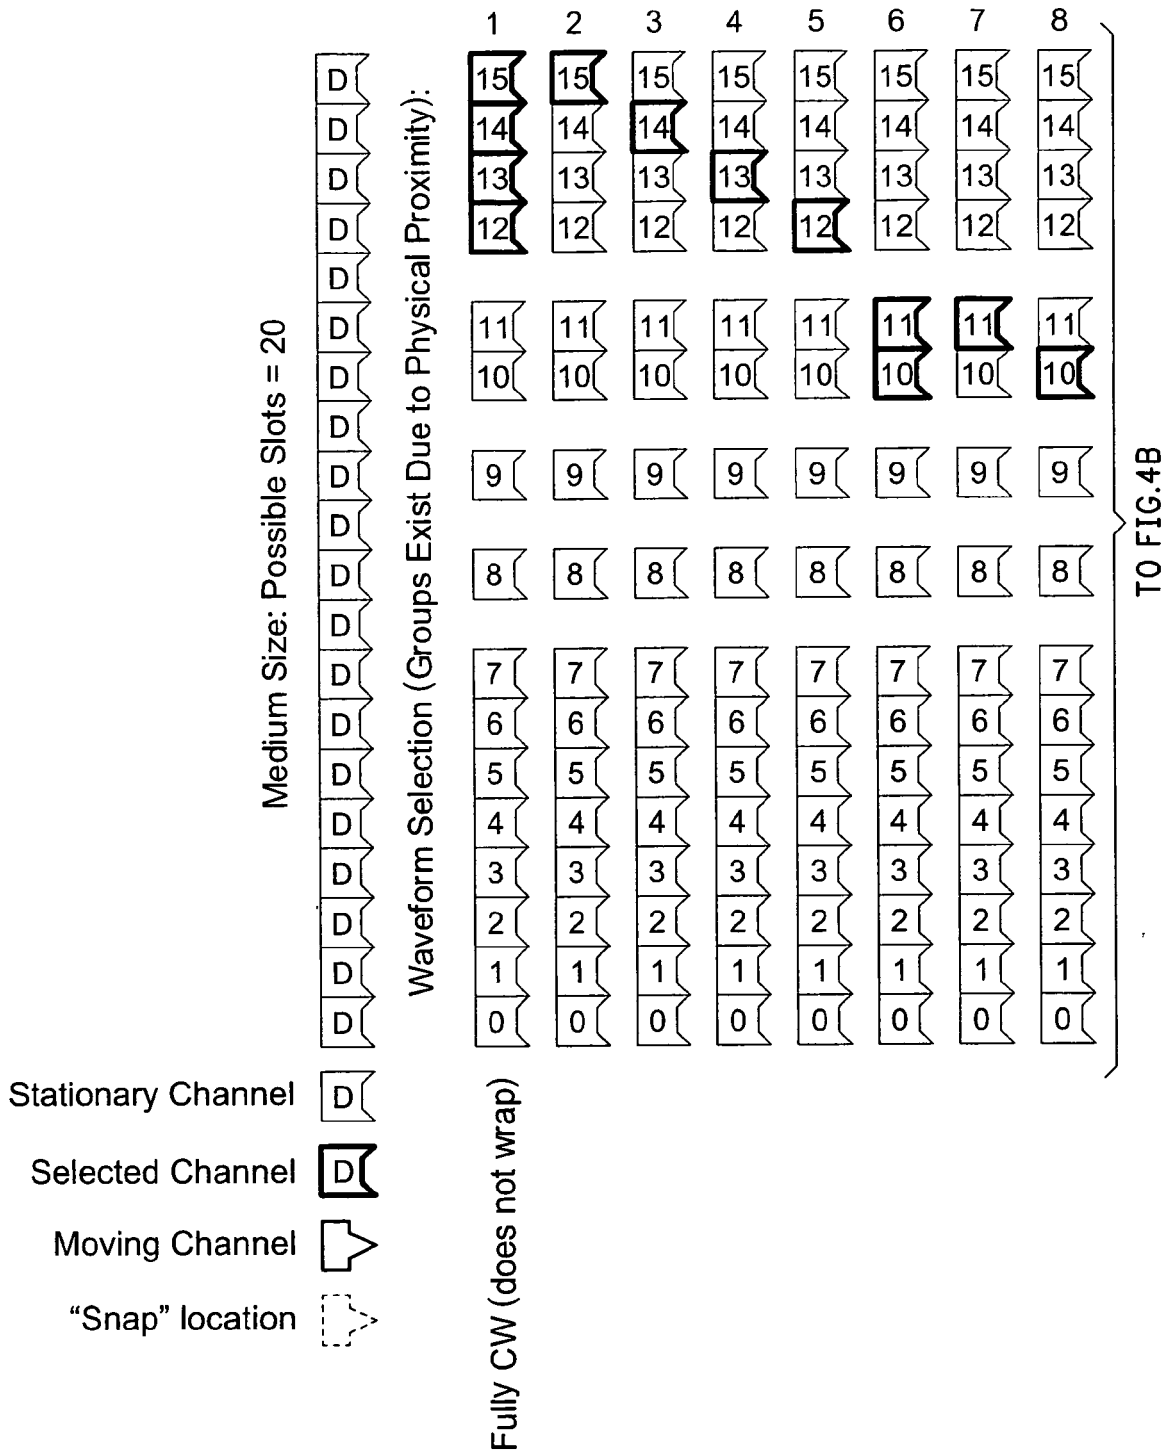 Medium Size: Possible Slots = 20
Waveform Selection (Groups Exist Due to Physical Proximity):
1 2 3 4 5 6 7 8
D 15 15 15 15 15 15 15 15
D 14 14 14 14 14 14 14 14
D 13 13 13 13 13 13 13 13
D 12 12 12 12 12 12 12 12
D
D 11 11 11 11 11 11 11 11
D 10 10 10 10 10 10 10 10
D
D 9 9 9 9 9 9 9 9
D
D 8 8 8 8 8 8 8 8
D
D 7 7 7 7 7 7 7 7
D 6 6 6 6 6 6 6 6
D 5 5 5 5 5 5 5 5
D 4 4 4 4 4 4 4 4
D 3 3 3 3 3 3 3 3
D 2 2 2 2 2 2 2 2
D 1 1 1 1 1 1 1 1
D 0 0 0 0 0 0 0 0
TO FIG.4B
Stationary Channel D
Selected Channel D
Moving Channel
“Snap” location
Fully CW (does not wrap)